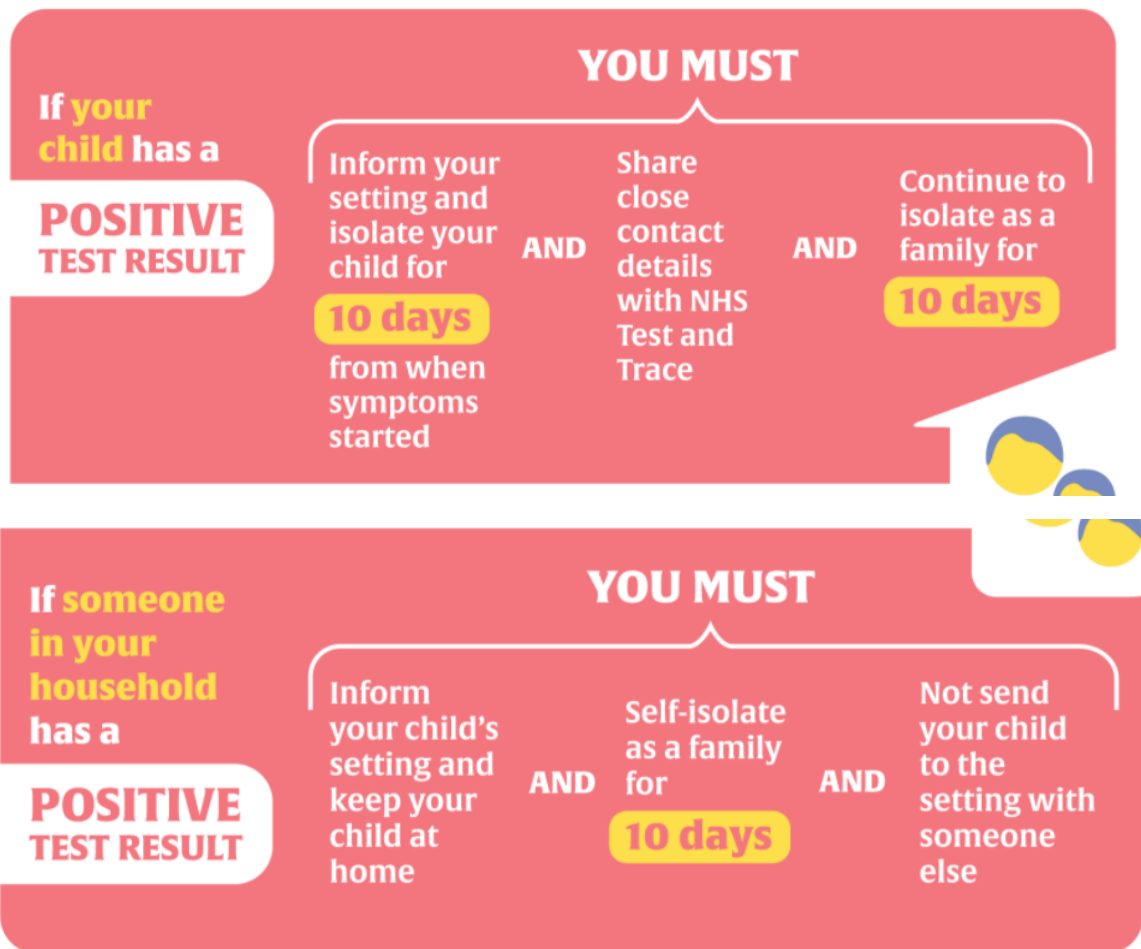 If your
child has a
POSITIVE
TEST RESULT
YOU MUST
Inform your
setting and
isolate your
child for
10 days
from when
symptoms
started
AND
Share
close
contact
details
with NHS
Test and
Trace
AND
Continue to
isolate as a
family for
10 days
If someone
in your
household
has a
POSITIVE
TEST RESULT
YOU MUST
Inform
your child’s
setting and
keep your
child at
home
AND
Self-isolate
as a family
for
10 days
AND
Not send
your child
to the
setting with
someone
else